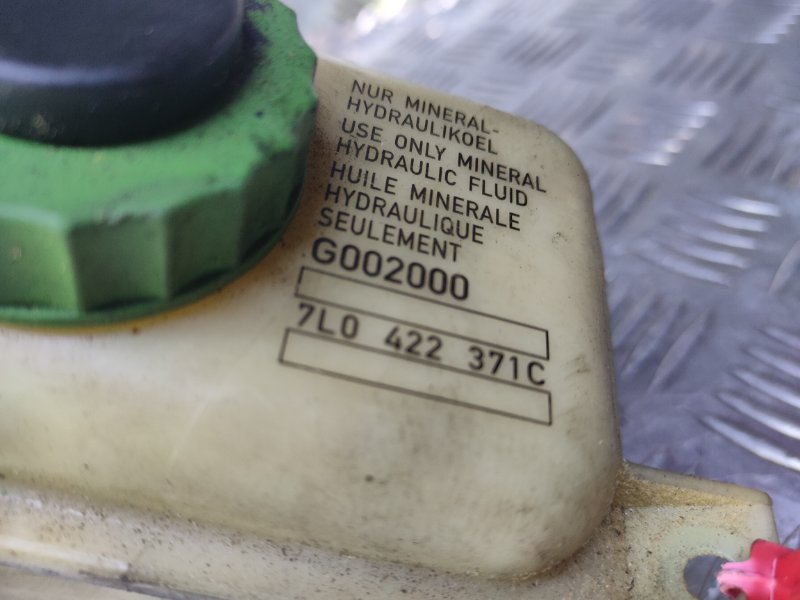 NUR MINERAL-
HYDRAULIKOEL
USE ONLY MINERAL
HYDRAULIC FLUID
HUILE MINERALE
HYDRAULIQUE
SEULEMENT
G002000
7L0 422 371C